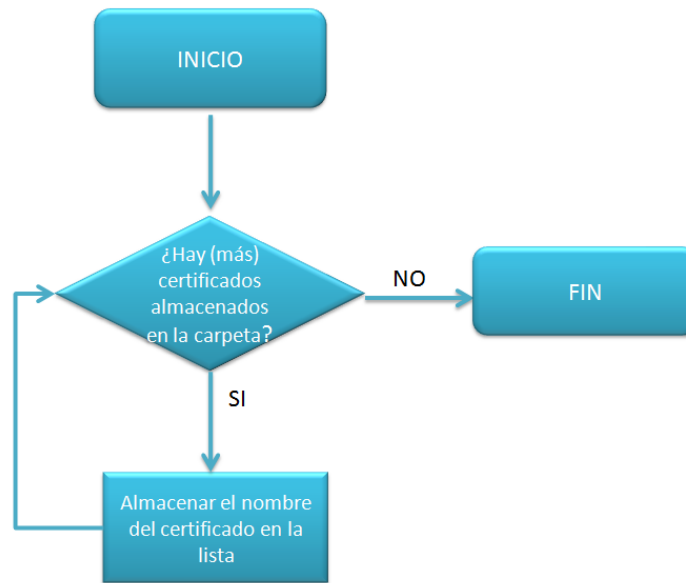 INICIO
¿Hay (más)
certificados
almacenados
en la carpeta?
NO
FIN
SI
Almacenar el nombre
del certificado en la
lista